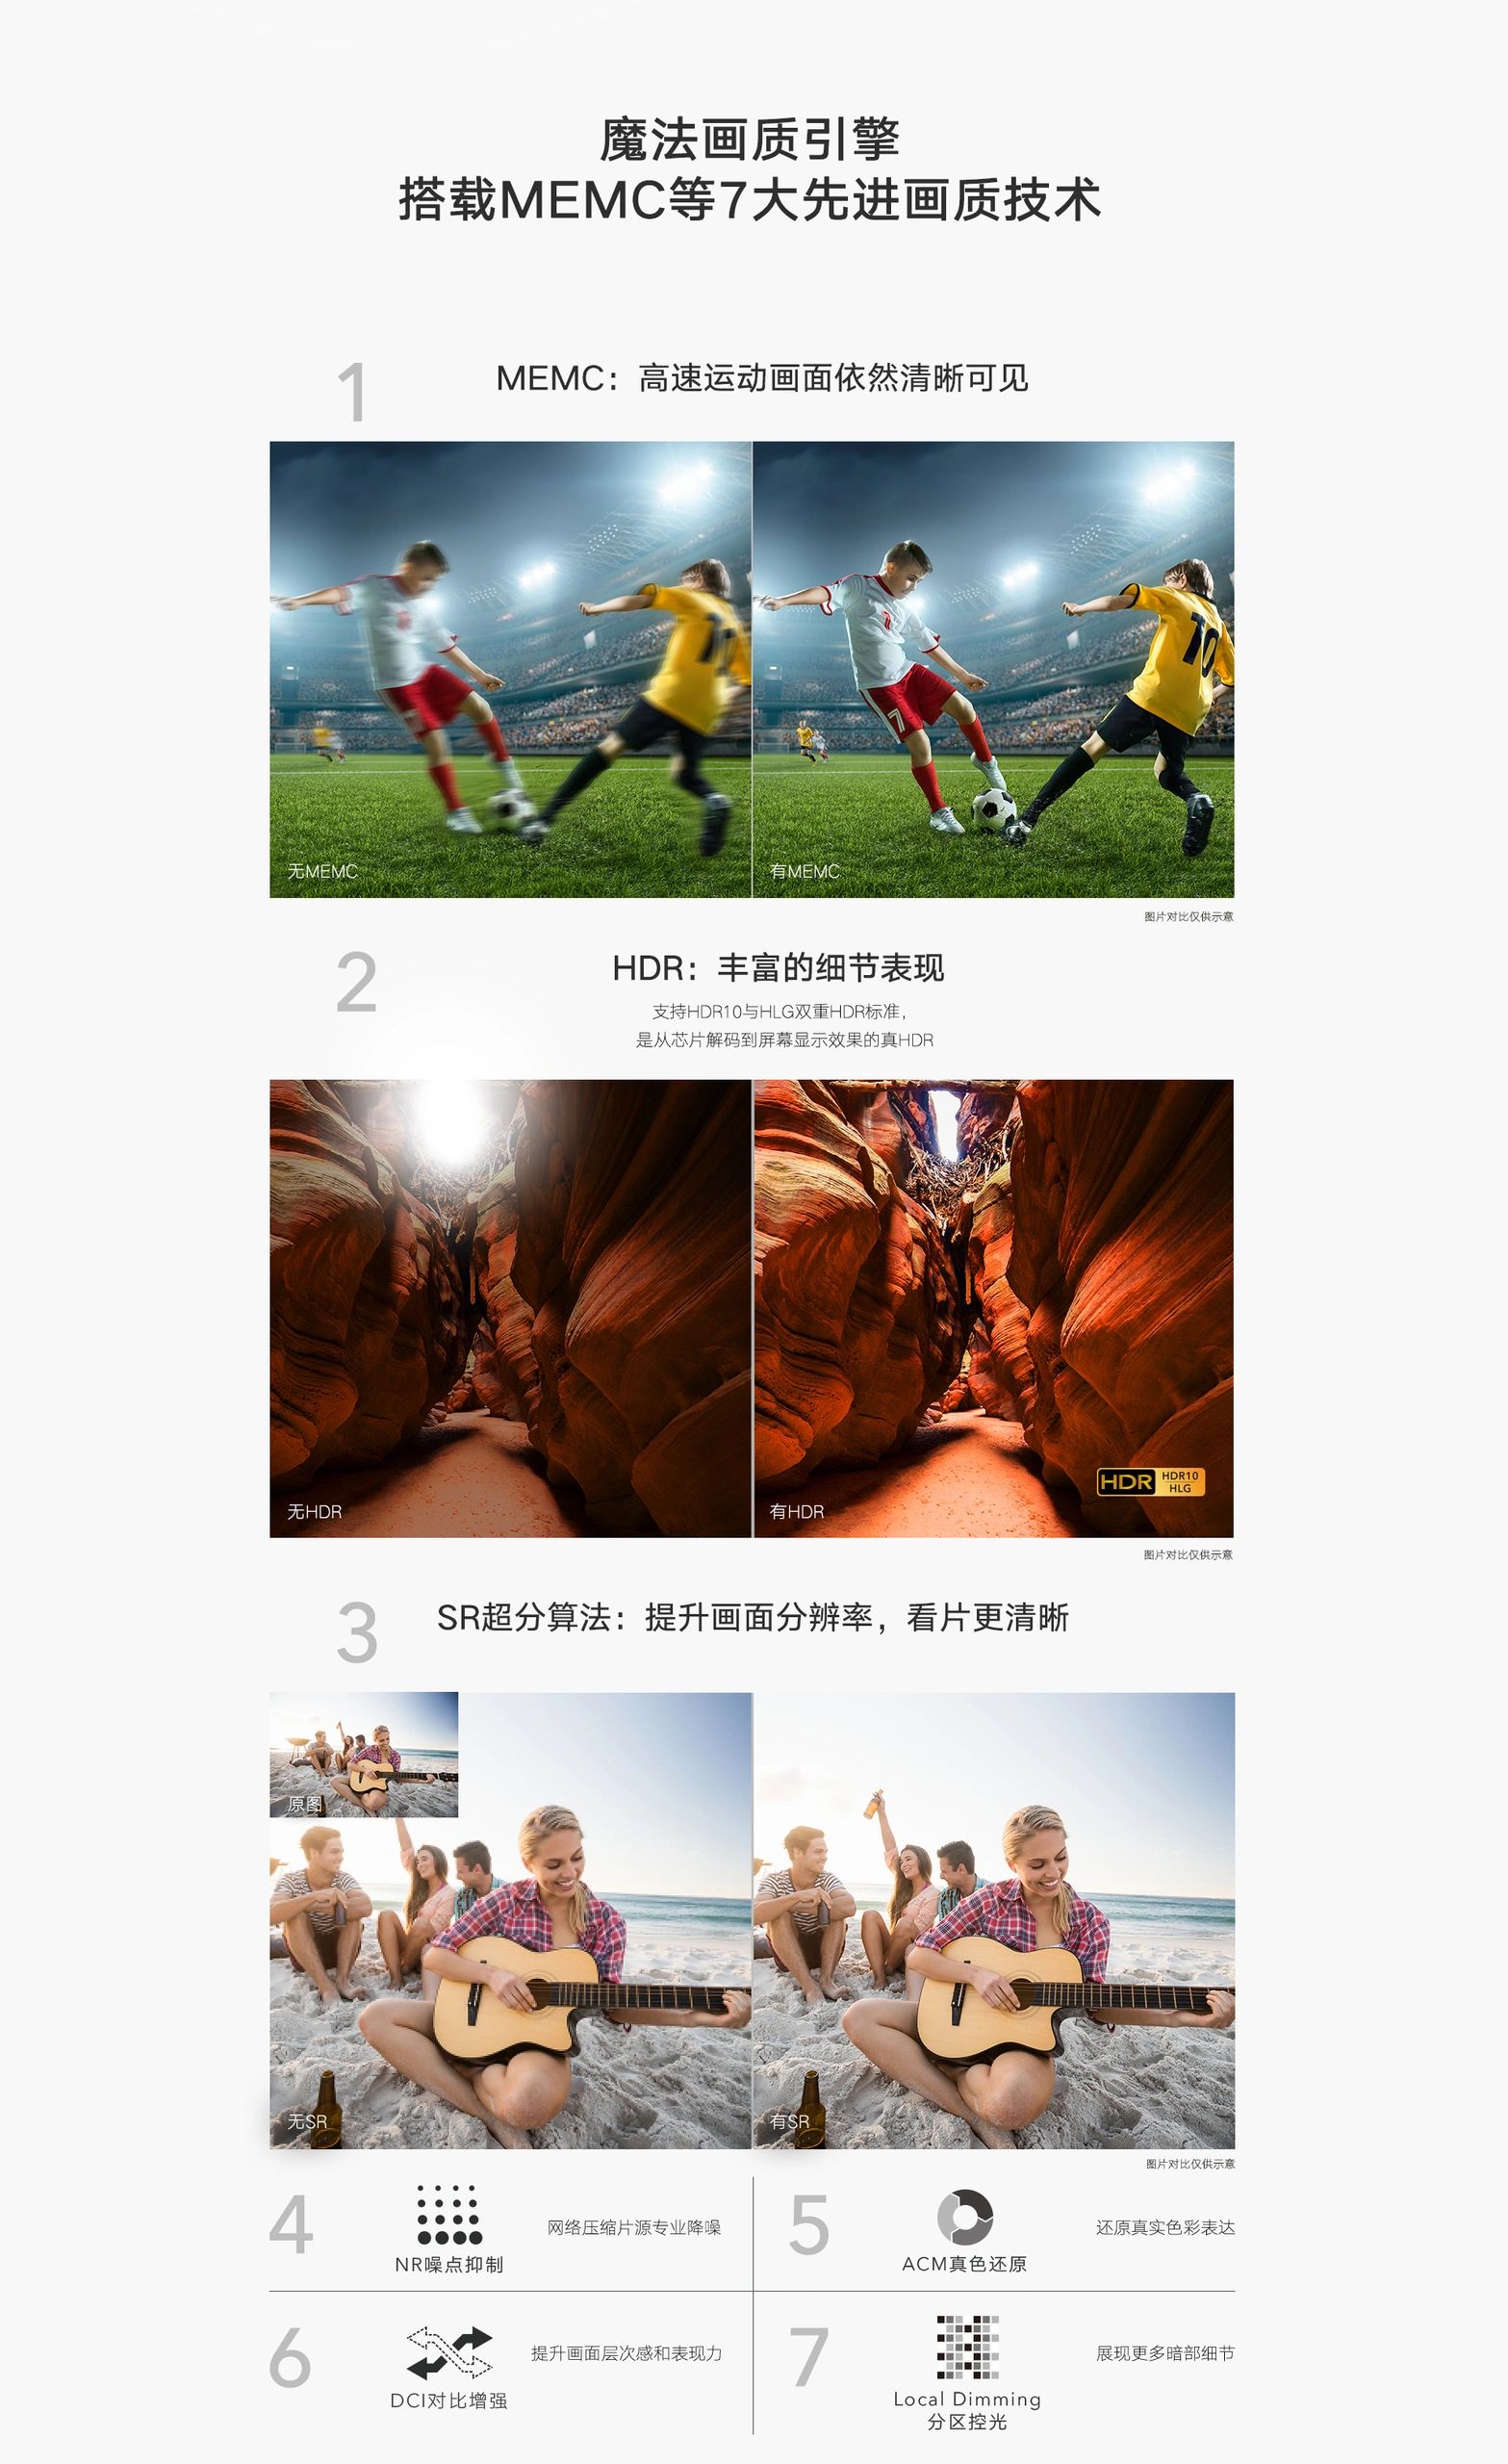 魔法画质引擎
搭载MEMC等7大先进画质技术
1
MEMC：高速运动画面依然清晰可见
7
10
7
10
无MEMC
有MEMC
图片对比仅供示意
2
HDR：丰富的细节表现
支持HDR10与HLG双重HDR标准，
是从芯片解码到屏幕显示效果的真HDR
HDR
HDR10
HLG
无HDR
有HDR
图片对比仅供示意
3
SR超分算法：提升画面分辨率，看片更清晰
原图
无SR
有SR
图片对比仅供示意
4
网络压缩片源专业降噪
NR噪点抑制
5
还原真实色彩表达
ACM真色还原
6
提升画面层次感和表现力
DCI对比增强
7
展现更多暗部细节
Local Dimming
分区控光